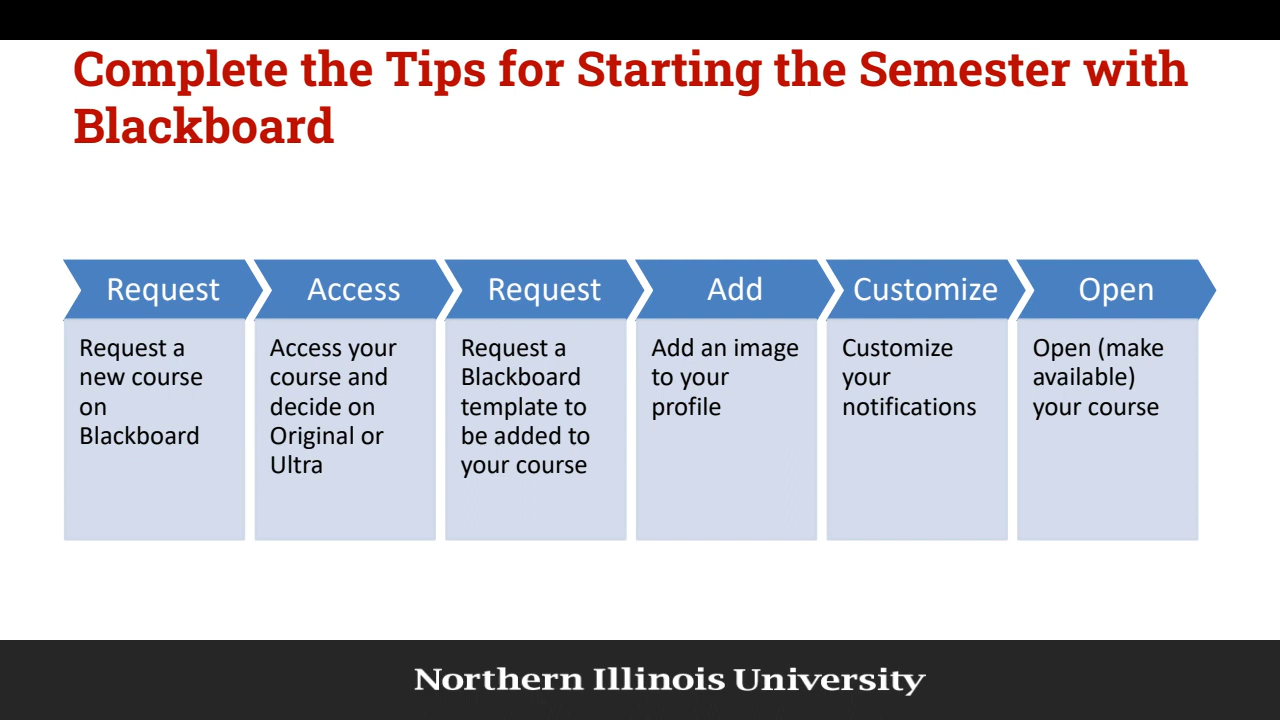 Complete the Tips for Starting the Semester with
Blackboard
Request
Request a
new course
on
Blackboard
Access
Access your
course and
decide on
Original or
Ultra
Request
Request a
Blackboard
template to
be added to
your course
Add
Add an image
to your
profile
Customize
Customize
your
notifications
Open
Open (make
available)
your course
Northern Illinois University